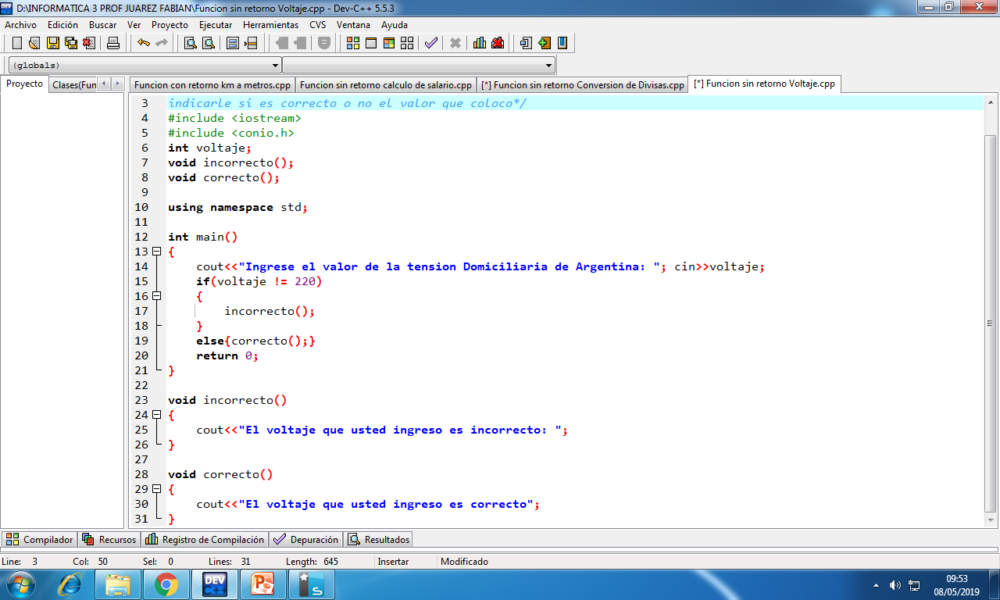 D:\INFORMATICA 3 PROF JUAREZ FABIAN\Funcion sin retorno Voltaje.cpp - Dev-C++ 5.5.3
Archivo Edición Buscar Ver Proyecto Ejecutar Herramientas CVS Ventana Ayuda
(globals)
Proyecto Clases(Fun Funcion con retorno km a metros.cpp Funcion sin retorno calculo de salario.cpp [*] Funcion sin retorno Conversion de Divisas.cpp [*] Funcion sin retorno Voltaje.cpp
3 indicarle si es correcto o no el valor que coloco*/
4 #include <iostream>
5 #include <conio.h>
6 int voltaje;
7 void incorrecto();
8 void correcto();
9
10 using namespace std;
11
12 int main()
13 {
14 cout<<"Ingrese el valor de la tension Domiciliaria de Argentina: "; cin>>voltaje;
15 if(voltaje != 220)
16 {
17 incorrecto();
18 }
19 else{correcto();}
20 return 0;
21 }
22
23 void incorrecto()
24 {
25 cout<<"El voltaje que usted ingreso es incorrecto: ";
26 }
27
28 void correcto()
29 {
30 cout<<"El voltaje que usted ingreso es correcto";
31 }
Compilador Recursos Registro de Compilación Depuración Resultados
Line: 3 Col: 50 Sel: 0 Lines: 31 Length: 645 Insertar Modificado
DEV C++ P S
09:53
08/05/2019